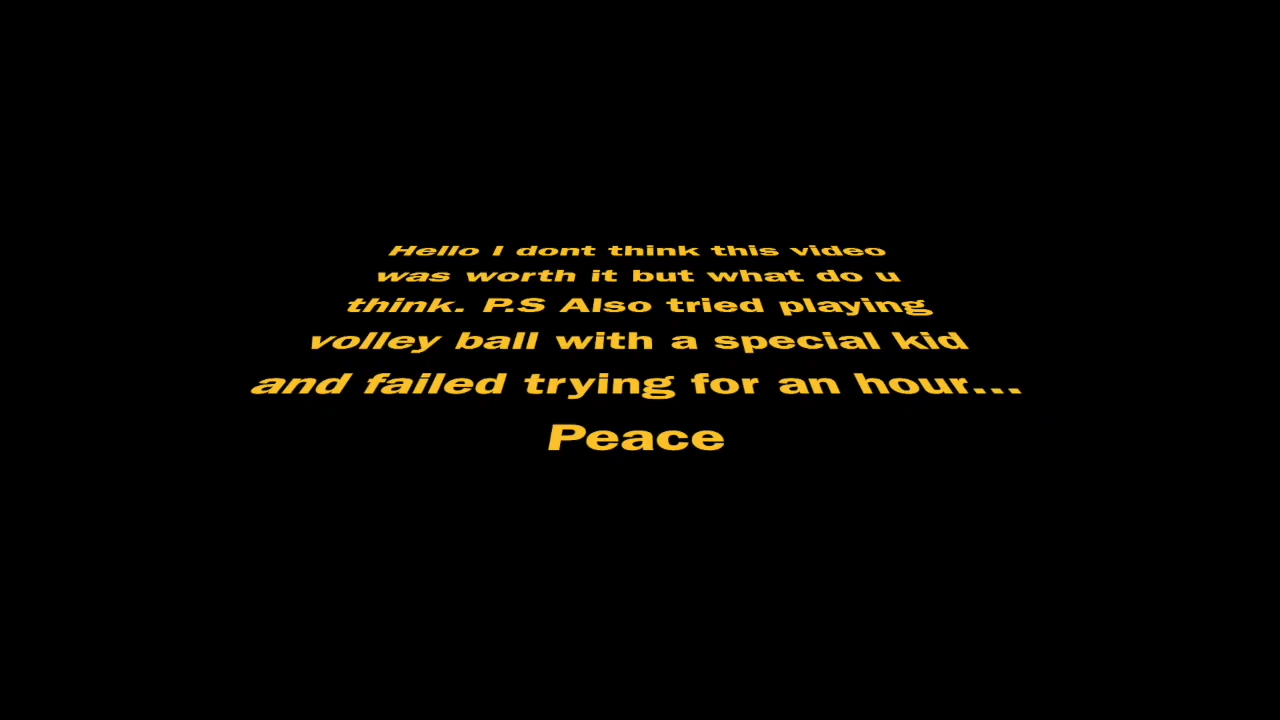 Hello I dont think this video
was worth it but what do u
think. P.S Also tried playing
volley ball with a special kid
and failed trying for an hour...
Peace